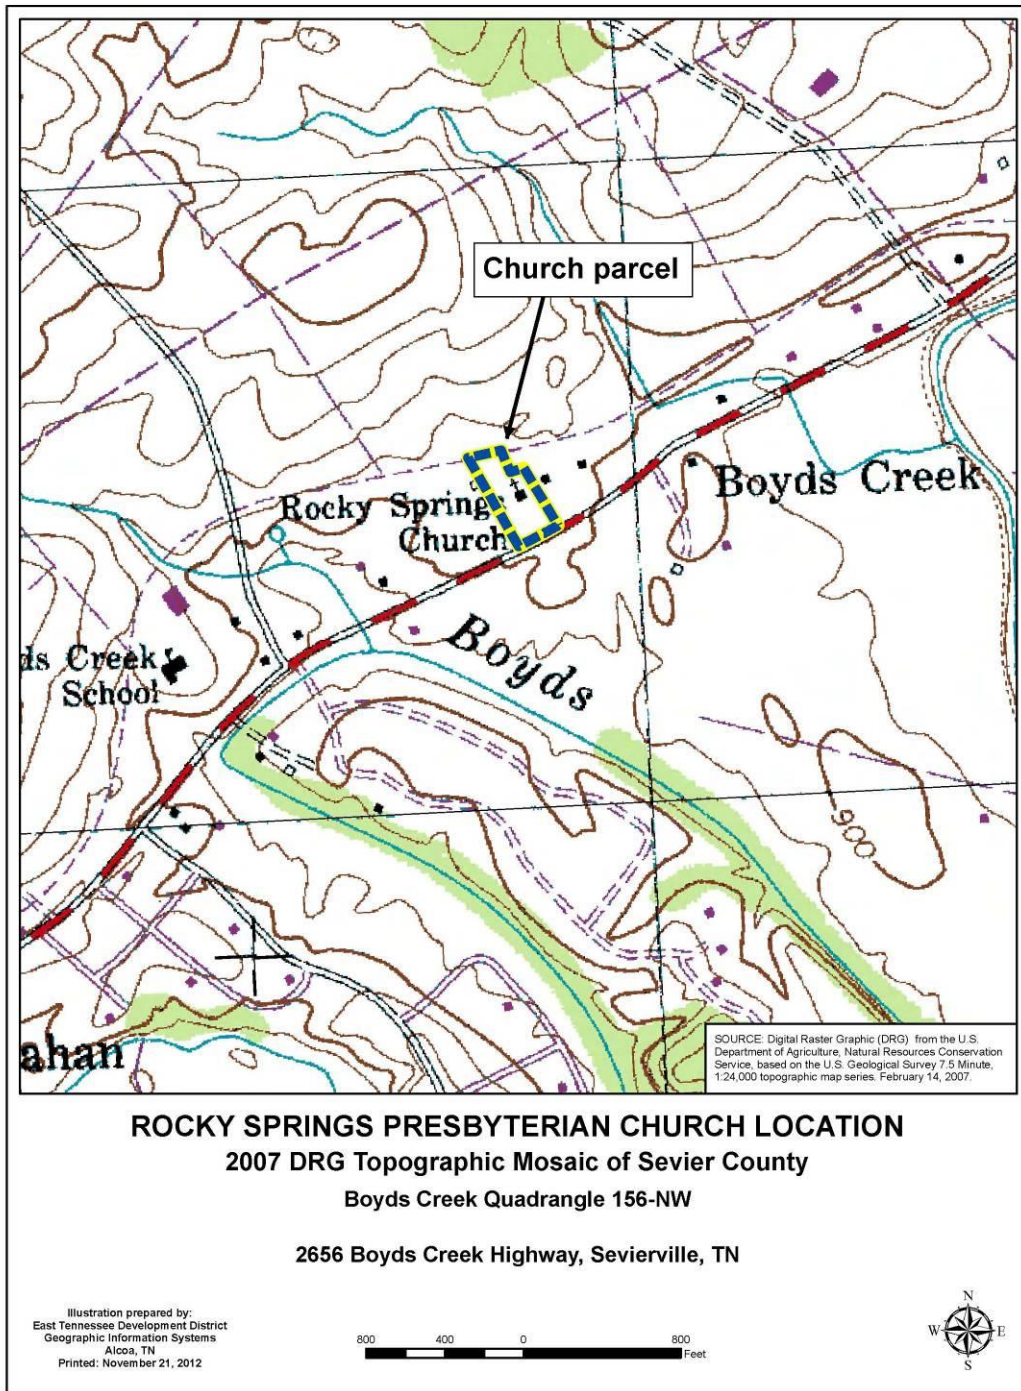 Church parcel
Rocky Spring
Church
Boyds Creek
Boyds
ds Creek
School
900
ahan
SOURCE: Digital Raster Graphic (DRG) from the U.S.
Department of Agriculture, Natural Resources Conservation
Service, based on the U.S. Geological Survey 7.5 Minute,
1:24,000 topographic map series. February 14, 2007.
ROCKY SPRINGS PRESBYTERIAN CHURCH LOCATION
2007 DRG Topographic Mosaic of Sevier County
Boyds Creek Quadrangle 156-NW
2656 Boyds Creek Highway, Sevierville, TN
Illustration prepared by:
East Tennessee Development District
Geographic Information Systems
Alcoa, TN
Printed: November 21, 2012
800 400 0 800
Feet
N
W E
S